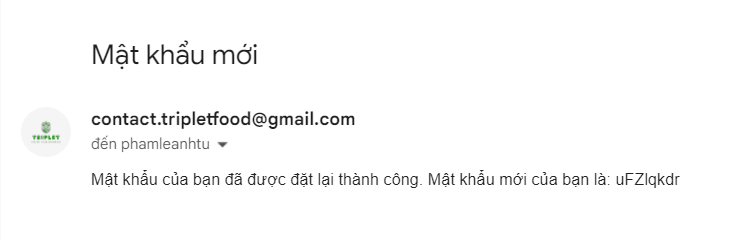 Mật khẩu mới
TRIPLET
contact.tripletfood@gmail.com
đến phamleanhtu
Mật khẩu của bạn đã được đặt lại thành công. Mật khẩu mới của bạn là: uFZlqkdr